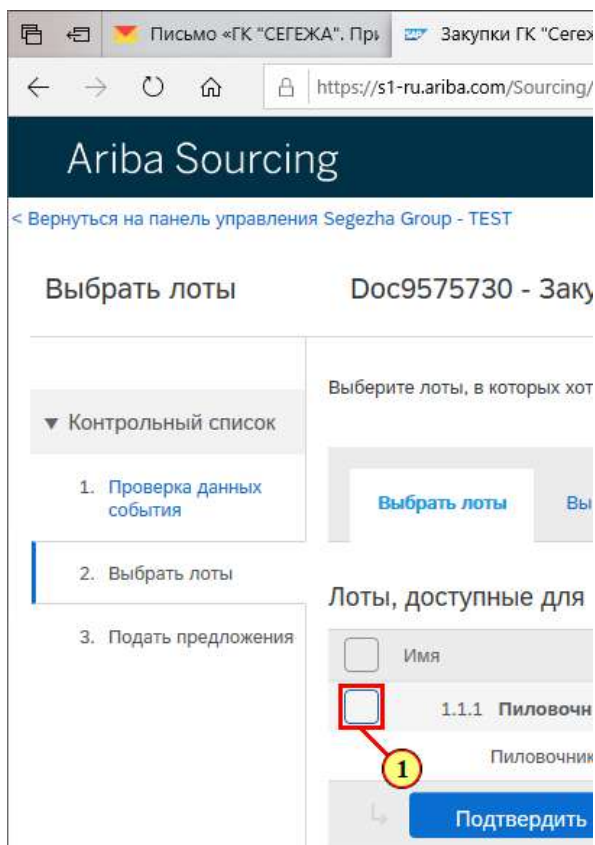 Письмо «ГК "СЕГЕЖА". При
Закупки ГК "Сегеж
https://s1-ru.ariba.com/Sourcing/
Ariba Sourcing
< Вернуться на панель управления Segezha Group - TEST
Выбрать лоты
Doc9575730 - Заку
Выберите лоты, в которых хот
▼ Контрольный список
1. Проверка данных
события
Выбрать лоты
Вы
2. Выбрать лоты
Лоты, доступные для
3. Подать предложения
Имя
1.1.1 Пиловочн
Пиловочник
1
Подтвердить